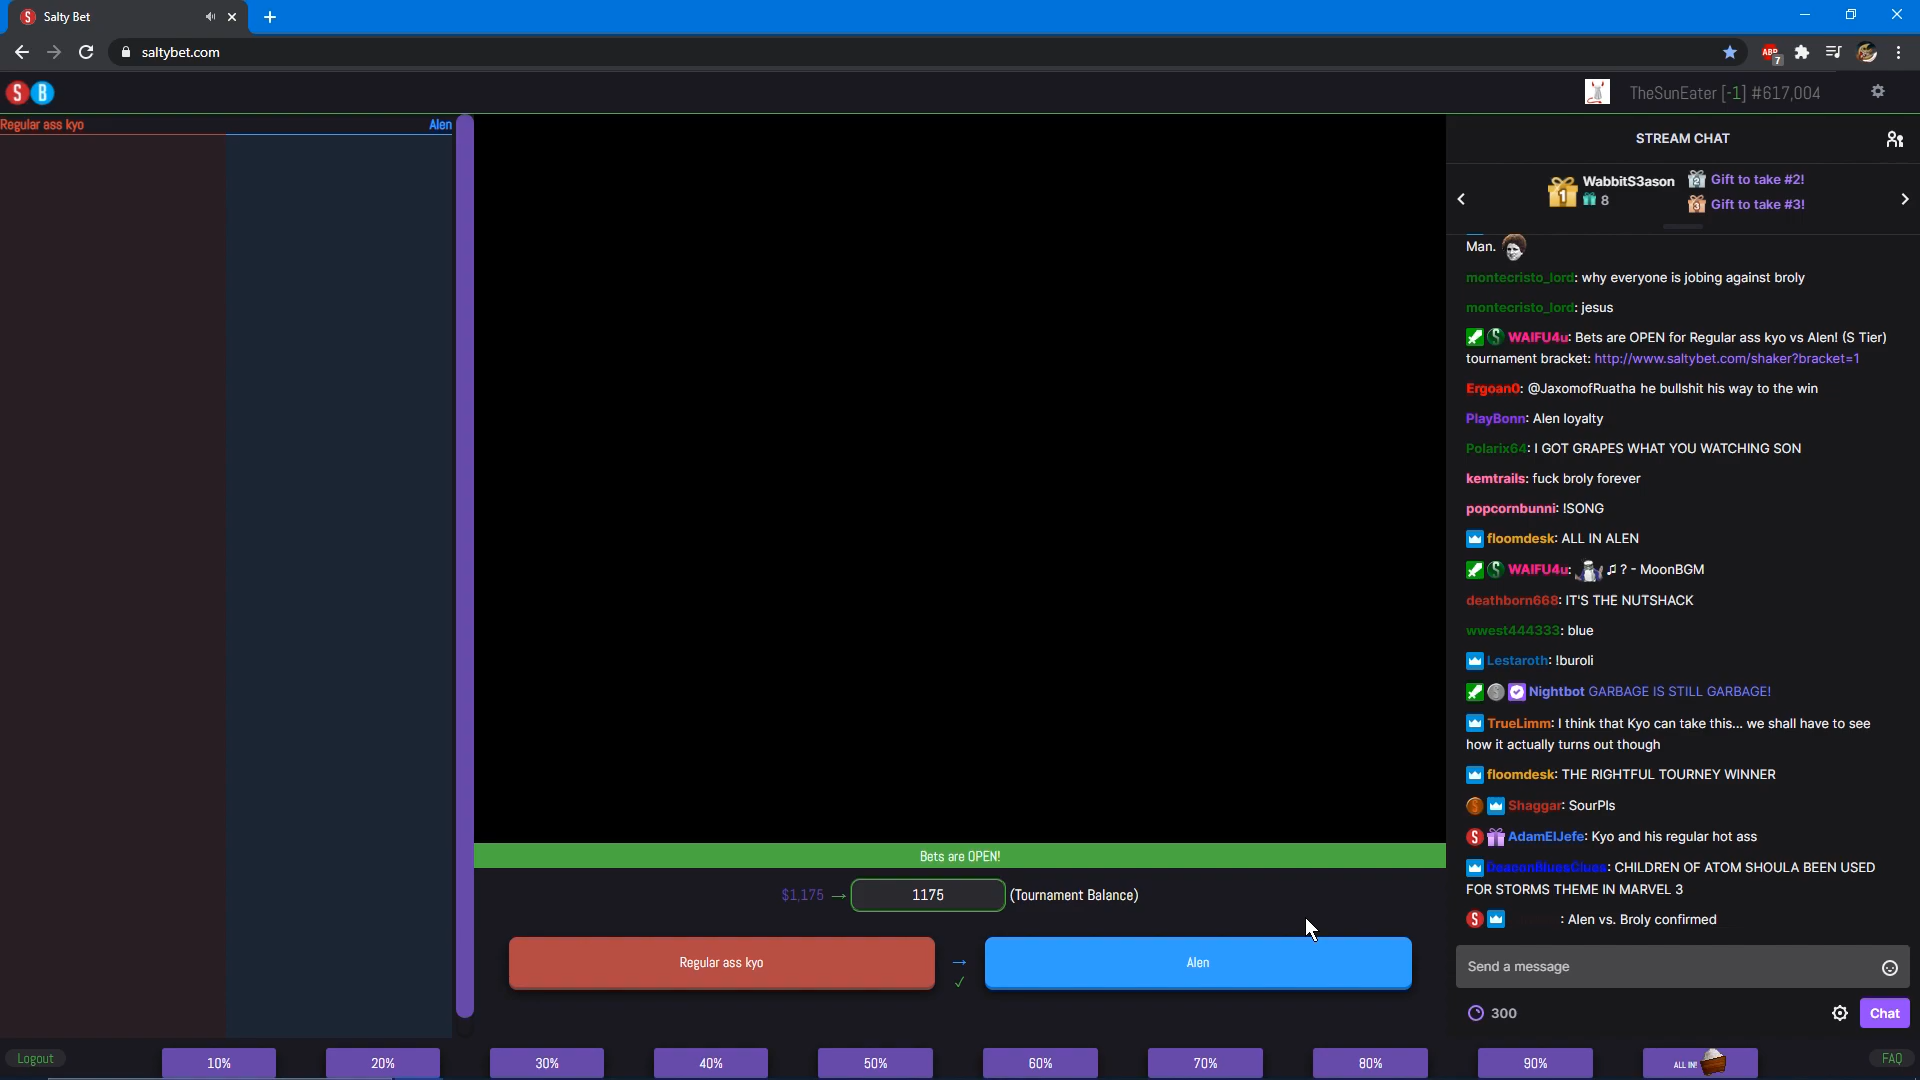 Salty Bet
saltybet.com
ABP
7
S B
TheSunEater [-1] #617,004
Regular ass kyo
Alen
STREAM CHAT
1
WabbitS3ason
8
2
Gift to take #2!
3
Gift to take #3!
Man.
montecristo_lord: why everyone is jobing against broly
montecristo_lord: jesus
WAIFU4u: Bets are OPEN for Regular ass kyo vs Alen! (S Tier)
tournament bracket: http://www.saltybet.com/shaker?bracket=1
Ergoan0: @JaxomofRuatha he bullshit his way to the win
PlayBonn: Alen loyalty
Polarix64: I GOT GRAPES WHAT YOU WATCHING SON
kemtrails: fuck broly forever
popcornbunni: !SONG
floomdesk: ALL IN ALEN
WAIFU4u: ♫ ? - MoonBGM
deathborn668: IT'S THE NUTSHACK
wwest444333: blue
Lestaroth: !buroli
Nightbot GARBAGE IS STILL GARBAGE!
TrueLimm: I think that Kyo can take this... we shall have to see
how it actually turns out though
floomdesk: THE RIGHTFUL TOURNEY WINNER
Shaggar: SourPls
AdamElJefe: Kyo and his regular hot ass
DeaconBluesClues: CHILDREN OF ATOM SHOULA BEEN USED
FOR STORMS THEME IN MARVEL 3
: Alen vs. Broly confirmed
Bets are OPEN!
$1,175 → 1175 (Tournament Balance)
Regular ass kyo
→
✓
Alen
Send a message
300
Chat
Logout
10%
20%
30%
40%
50%
60%
70%
80%
90%
ALL IN!
FAQ